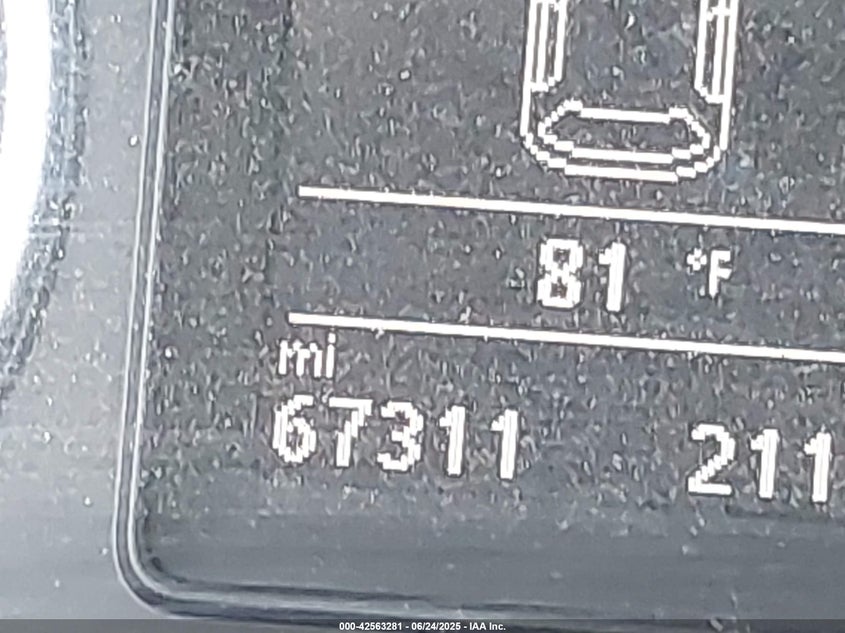 81 °F
mi
67311 211
000-42563281 - 06/24/2025 - IAA Inc.